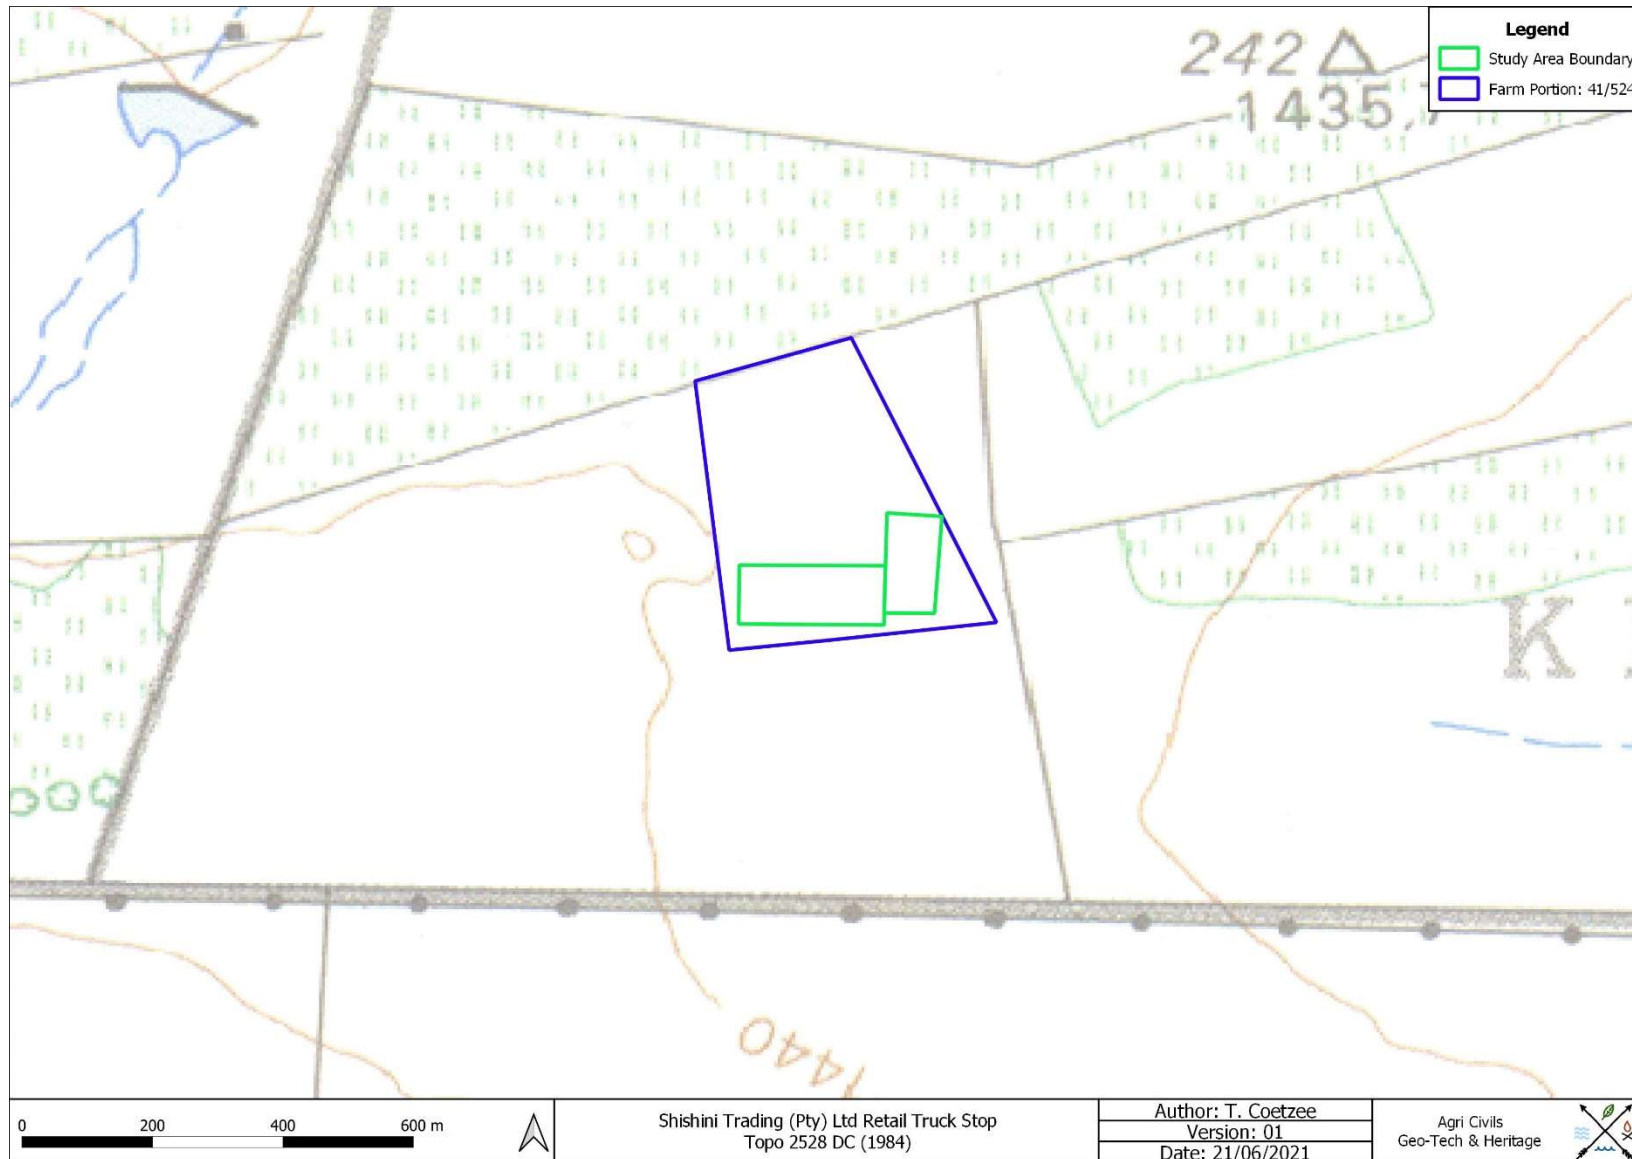 242
1435,7
Legend
Study Area Boundary
Farm Portion: 41/524
K
1440
0 200 400 600 m
Shishini Trading (Pty) Ltd Retail Truck Stop
Topo 2528 DC (1984)
Author: T. Coetzee
Version: 01
Date: 21/06/2021
Agri Civils
Geo-Tech & Heritage